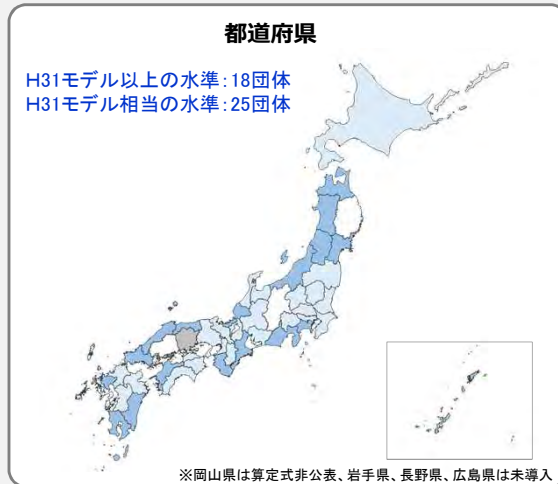 都道府県
H31モデル以上の水準:18団体
H31モデル相当の水準:25団体
※岡山県は算定式非公表、岩手県、長野県、広島県は未導入